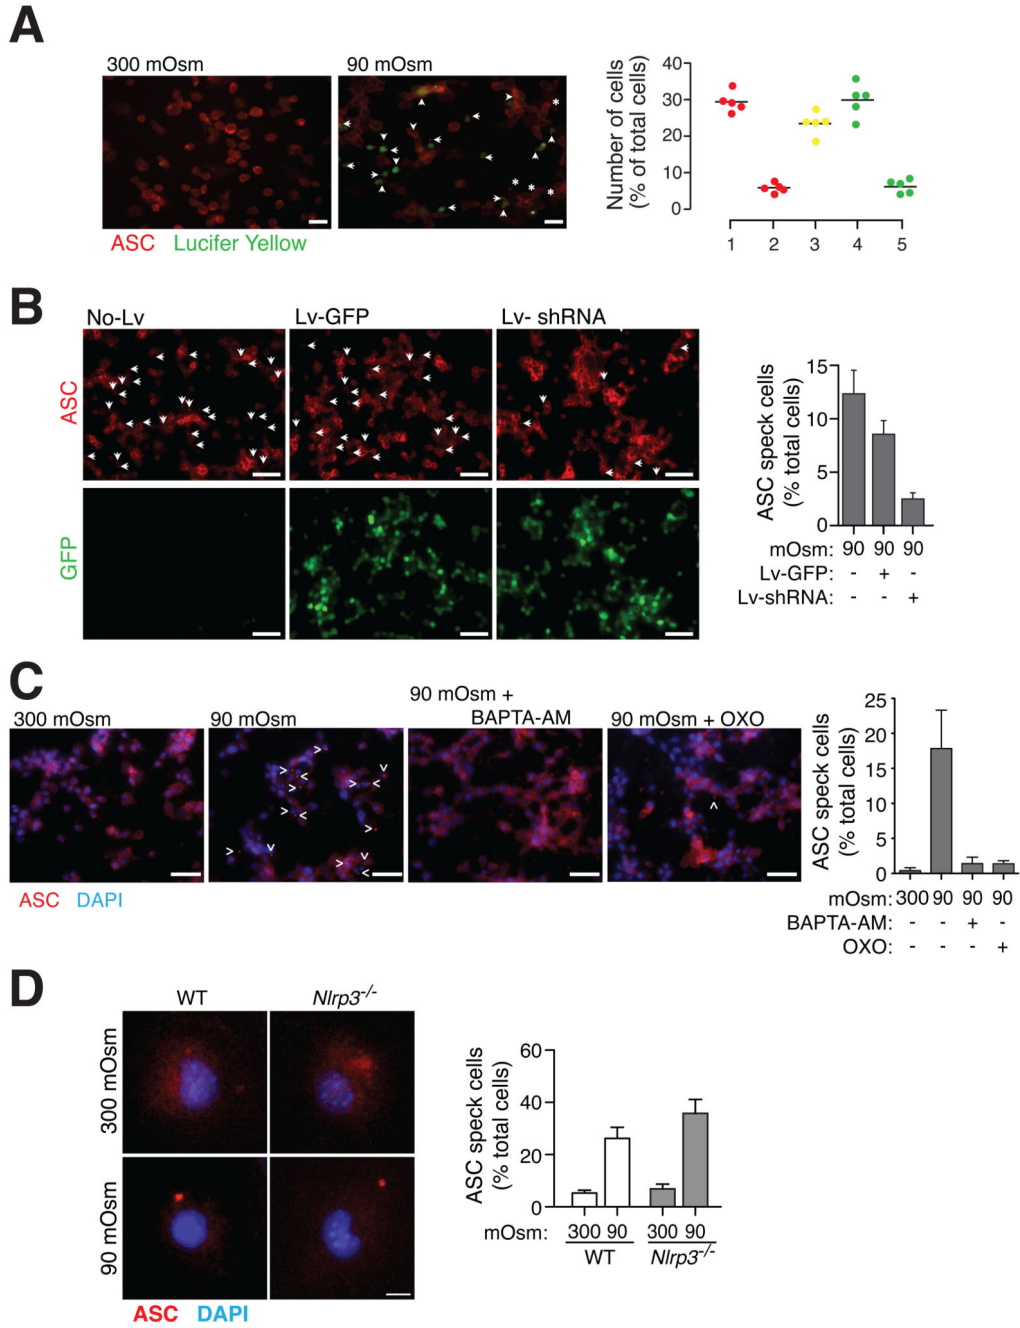 A
300 mOsm
90 mOsm
ASC Lucifer Yellow
Number of cells
(% of total cells)
40
30
20
10
0
1 2 3 4 5
B
No-Lv
Lv-GFP
Lv- shRNA
ASC
GFP
ASC speck cells
(% total cells)
15
10
5
0
mOsm: 90 90 90
Lv-GFP: - + -
Lv-shRNA: - - +
C
300 mOsm
90 mOsm
90 mOsm +
BAPTA-AM
90 mOsm + OXO
ASC DAPI
ASC speck cells
(% total cells)
25
20
15
10
5
0
mOsm: 300 90 90 90
BAPTA-AM: - - + -
OXO: - - - +
D
WT
Nlrp3-/-
300 mOsm
90 mOsm
ASC DAPI
ASC speck cells
(% total cells)
60
40
20
0
mOsm: 300 90 300 90
WT Nlrp3-/-